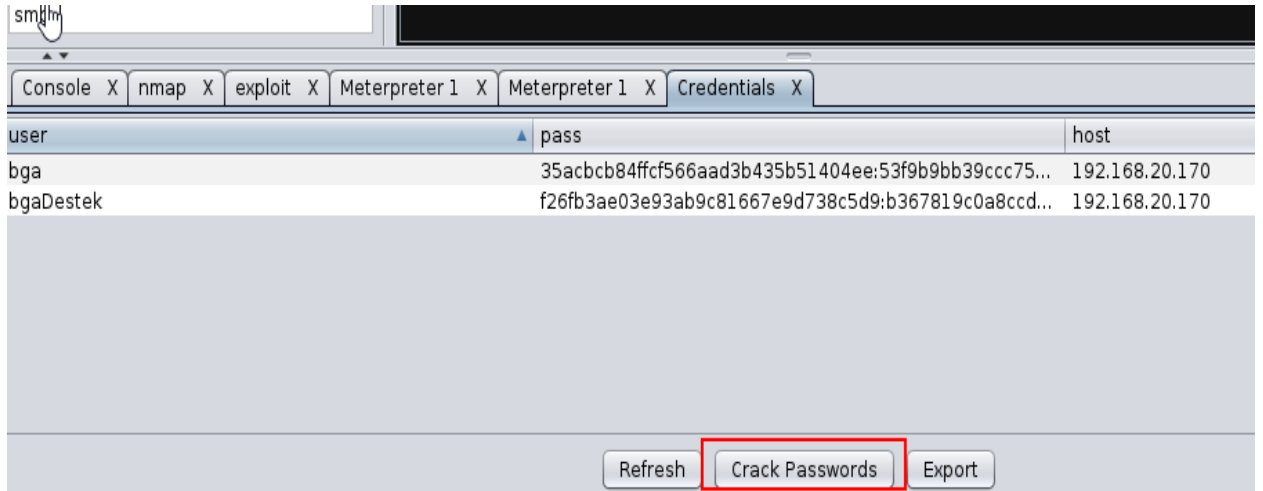 Console X nmap X exploit X Meterpreter 1 X Meterpreter 1 X Credentials X
user pass host
bga 35acbcb84ffcf566aad3b435b51404ee:53f9b9bb39ccc75... 192.168.20.170
bgaDestek f26fb3ae03e93ab9c81667e9d738c5d9:b367819c0a8ccd... 192.168.20.170
Refresh Crack Passwords Export